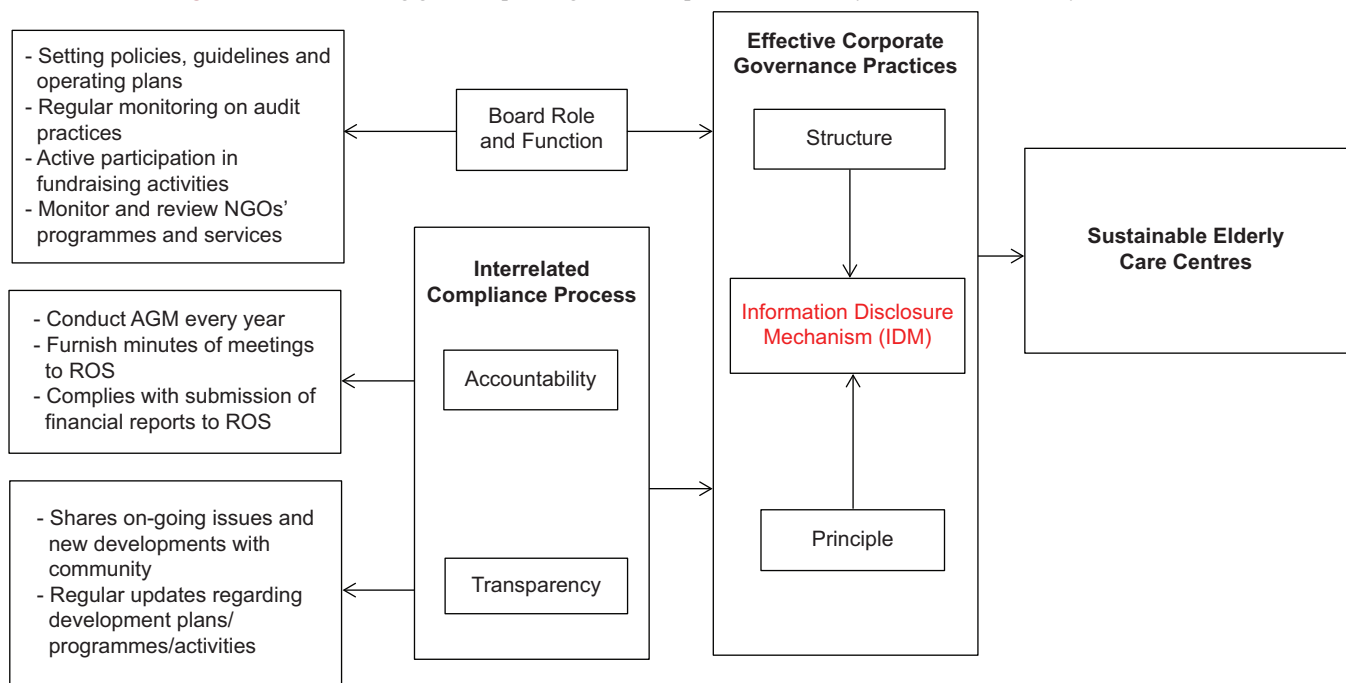 - Setting policies, guidelines and
operating plans
- Regular monitoring on audit
practices
- Active participation in
fundraising activities
- Monitor and review NGOs'
programmes and services
Board Role
and Function
Effective Corporate
Governance Practices
Structure
Information Disclosure
Mechanism (IDM)
Principle
Sustainable Elderly
Care Centres
Interrelated
Compliance Process
Accountability
Transparency
- Conduct AGM every year
- Furnish minutes of meetings
to ROS
- Complies with submission of
financial reports to ROS
- Shares on-going issues and
new developments with
community
- Regular updates regarding
development plans/
programmes/activities